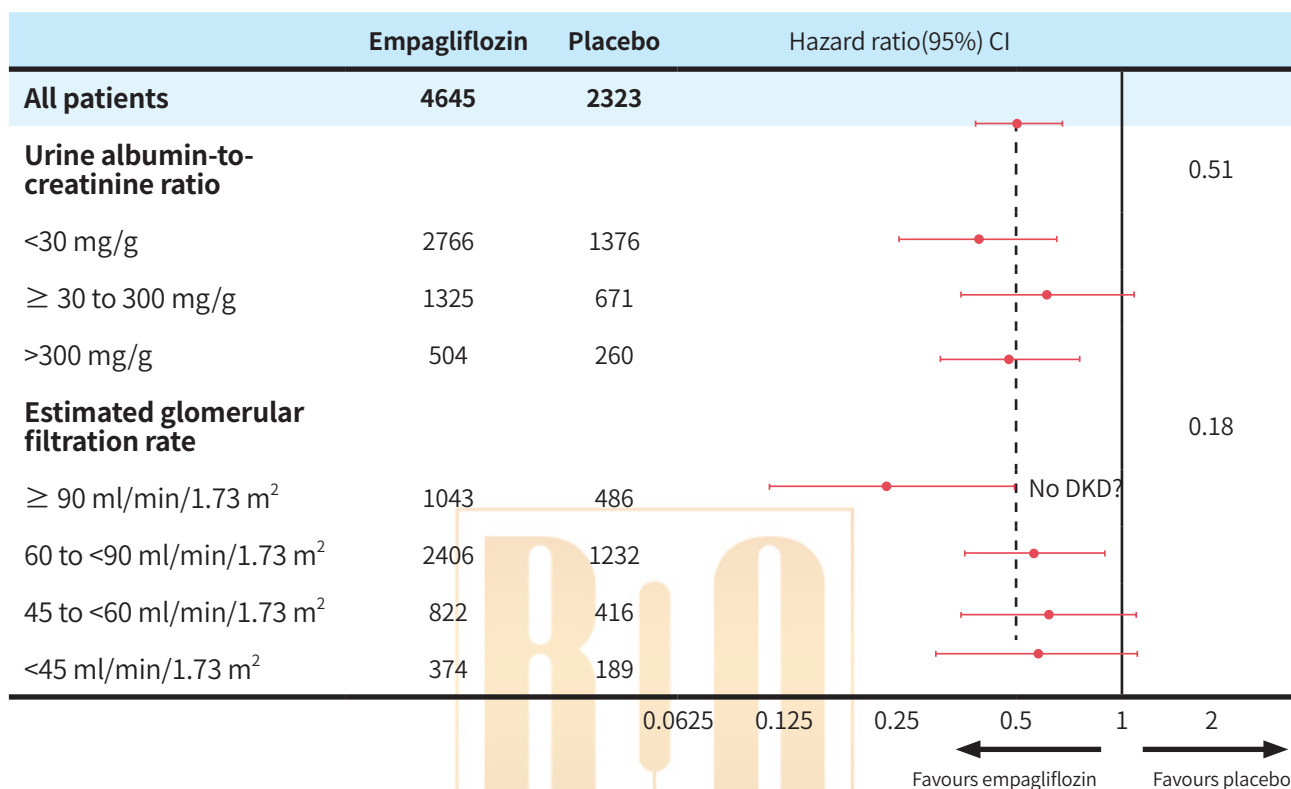 Empagliflozin Placebo Hazard ratio(95%) CI
All patients 4645 2323
Urine albumin-to-
creatinine ratio
0.51
<30 mg/g 2766 1376
≥ 30 to 300 mg/g 1325 671
>300 mg/g 504 260
Estimated glomerular
filtration rate
0.18
≥ 90 ml/min/1.73 m² 1043 486 No DKD?
60 to <90 ml/min/1.73 m² 2406 1232
45 to <60 ml/min/1.73 m² 822 416
<45 ml/min/1.73 m² 374 189
0.0625 0.125 0.25 0.5 1 2
Favours empagliflozin Favours placebo